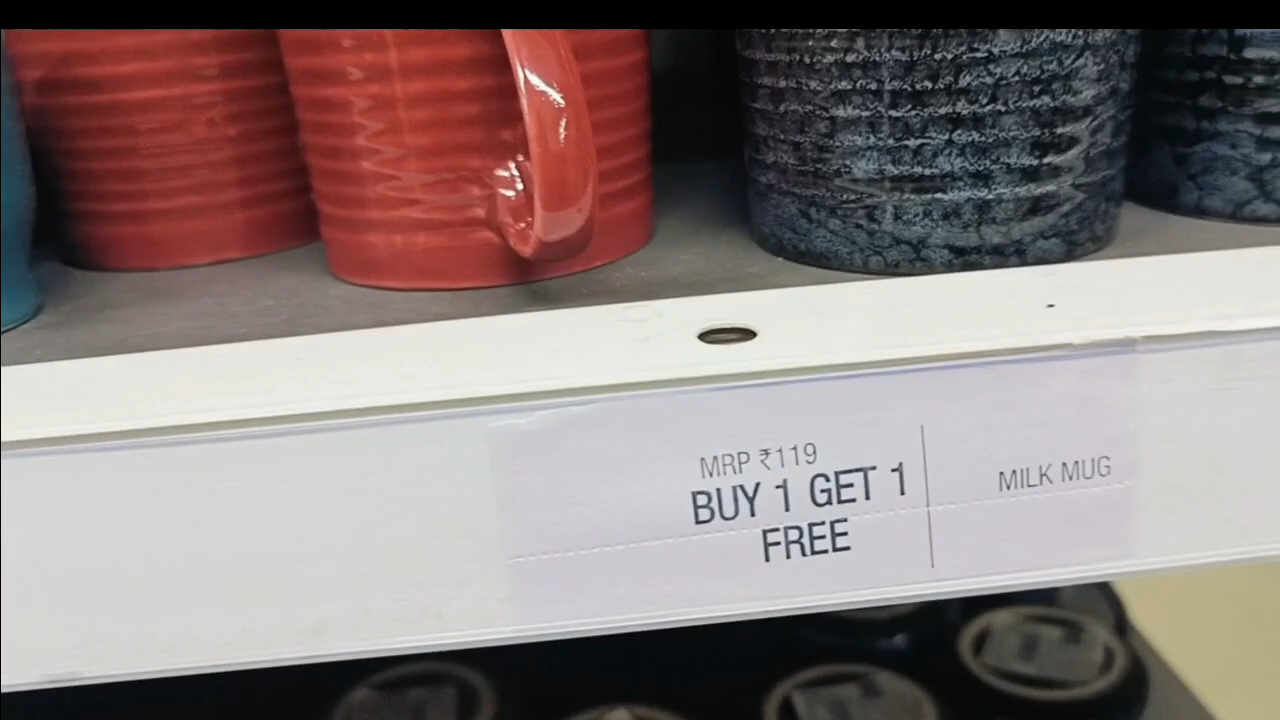 MRP ₹119
BUY 1 GET 1
FREE
MILK MUG